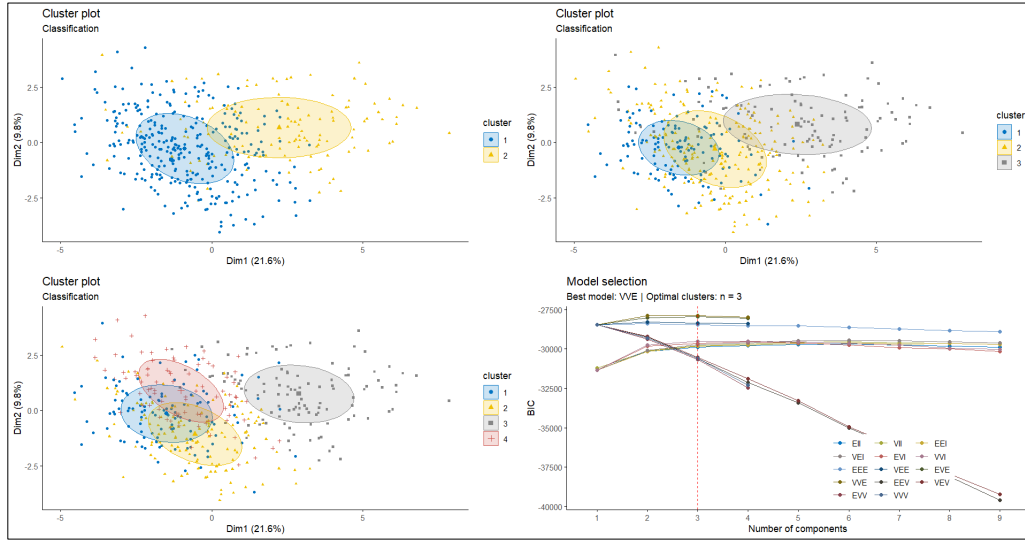 Cluster plot
Classification
Dim2 (9.8%)
2.5
0.0
-2.5
-5
0
5
Dim1 (21.6%)
cluster
1
2
Cluster plot
Classification
Dim2 (9.8%)
2.5
0.0
-2.5
-5
0
5
Dim1 (21.6%)
cluster
1
2
3
Cluster plot
Classification
Dim2 (9.8%)
2.5
0.0
-2.5
-5
0
5
Dim1 (21.6%)
cluster
1
2
3
4
Model selection
Best model: VVE | Optimal clusters: n = 3
BIC
-27500
-30000
-32500
-35000
-37500
-40000
EII VII EEI
VEI EVI VVI
EEE VEE EVE
VVE EEV VEV
EVV VVV
1 2 3 4 5 6 7 8 9
Number of components